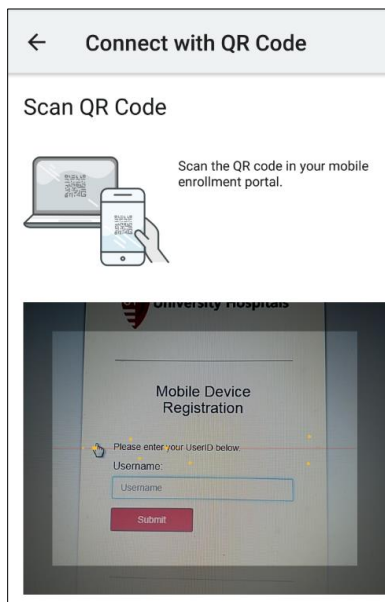 Connect with QR Code
Scan QR Code
Scan the QR code in your mobile
enrollment portal.
University Hospitals
Mobile Device
Registration
Please enter your UserID below.
Username:
Username
Submit